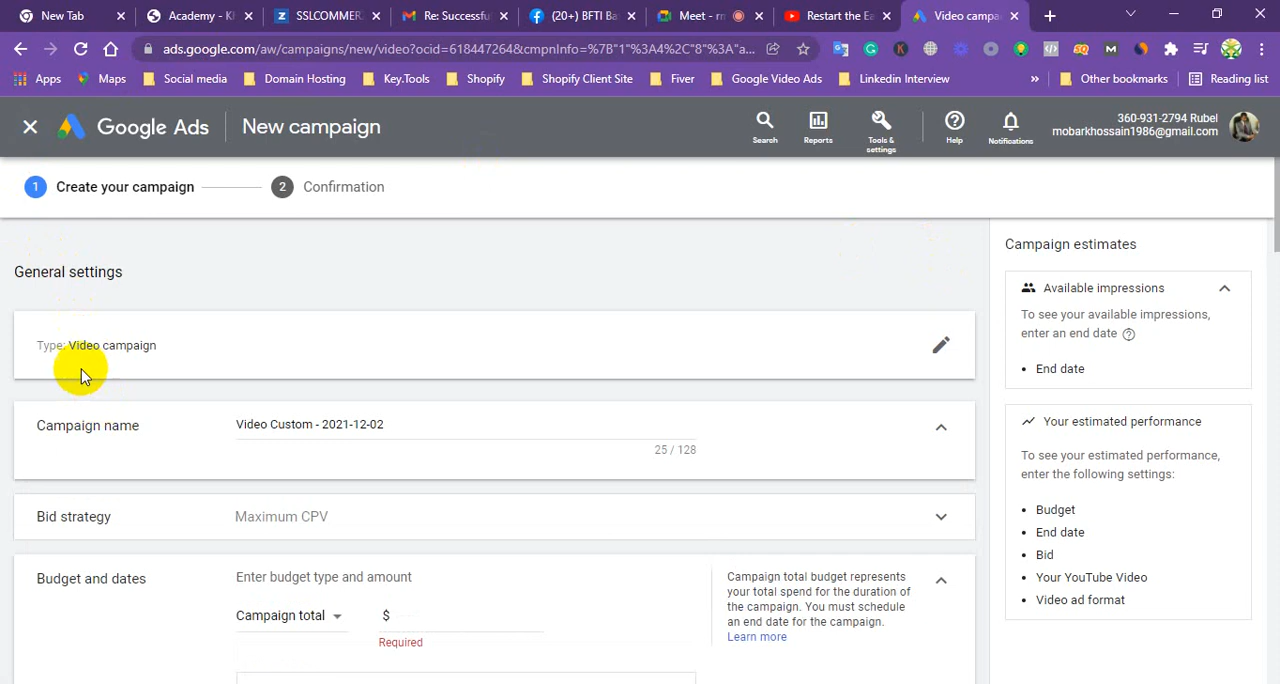 New Tab
Academy - Kh
SSLCOMMER
Re: Successfu
(20+) BFTI Ba
Meet - rm
Restart the Ea
Video campa
ads.google.com/aw/campaigns/new/video?ocid=618447264&cmpnInfo=%7B"1"%3A4%2C"8"%3A"a...
Apps
Maps
Social media
Domain Hosting
Key.Tools
Shopify
Shopify Client Site
Fiver
Google Video Ads
Linkedin Interview
»
Other bookmarks
Reading list
Google Ads
New campaign
Search
Reports
Tools & settings
Help
Notifications
360-931-2794 Rubel
mobarkhossain1986@gmail.com
1 Create your campaign
2 Confirmation
General settings
Type: Video campaign
Campaign name
Video Custom - 2021-12-02
25 / 128
Bid strategy
Maximum CPV
Budget and dates
Enter budget type and amount
Campaign total
$
Required
Campaign total budget represents
your total spend for the duration of
the campaign. You must schedule
an end date for the campaign.
Learn more
Campaign estimates
Available impressions
To see your available impressions,
enter an end date
• End date
Your estimated performance
To see your estimated performance,
enter the following settings:
• Budget
• End date
• Bid
• Your YouTube Video
• Video ad format